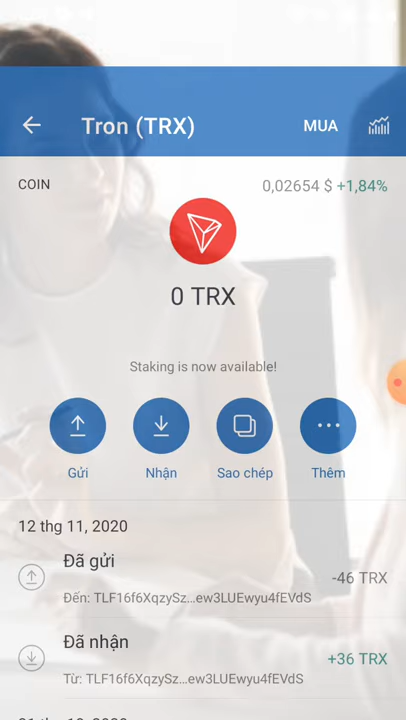 Tron (TRX)
MUA
COIN
0,02654 $ +1,84%
0 TRX
Staking is now available!
Gửi
Nhận
Sao chép
Thêm
12 thg 11, 2020
Đã gửi
-46 TRX
Đến: TLF16f6XqzySz...ew3LUEwyu4fEVdS
Đã nhận
+36 TRX
Từ: TLF16f6XqzySz...ew3LUEwyu4fEVdS